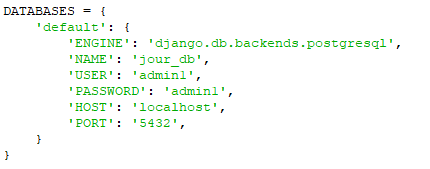 DATABASES = {
    'default': {
        'ENGINE': 'django.db.backends.postgresql',
        'NAME': 'jour_db',
        'USER': 'admin1',
        'PASSWORD': 'admin1',
        'HOST': 'localhost',
        'PORT': '5432',
    }
}